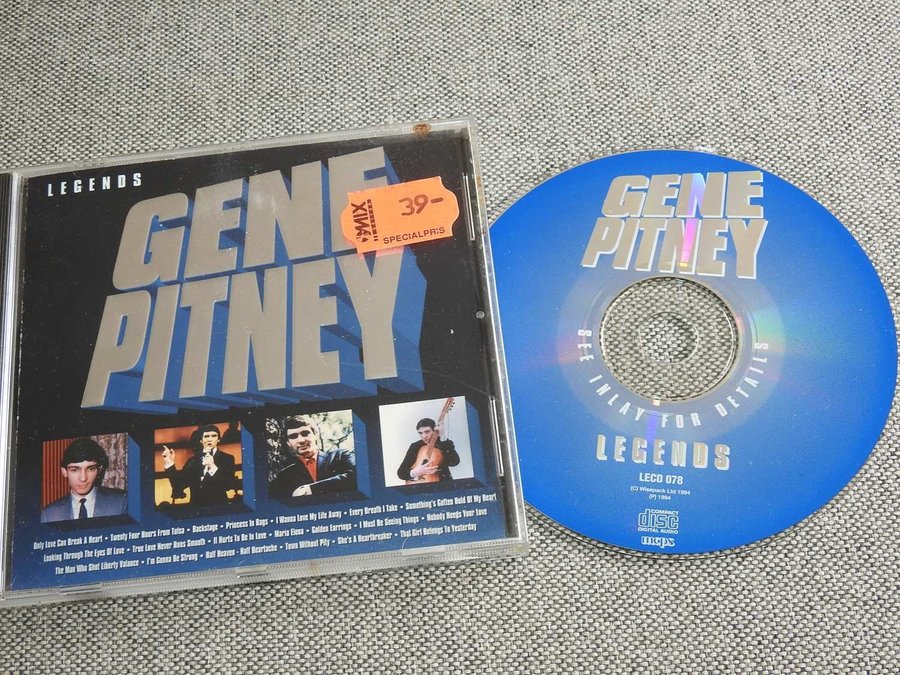 LEGENDS
GENE
PITNEY
MIX
39-
SPECIALPRIS
Only Love Can Break A Heart • Twenty Four Hours From Tulsa • Backstage • Princess In Rags • I Wanna Love My Life Away • Every Breath I Take • Something's Gotten Hold Of My Heart
Looking Through The Eyes Of Love • True Love Never Runs Smooth • It Hurts To Be In Love • Maria Elena • Golden Earrings • I Must Be Seeing Things • Nobody Needs Your Love
The Man Who Shot Liberty Valance • I'm Gonna Be Strong • Half Heaven - Half Heartache • Town Without Pity • She's A Heartbreaker • That Girl Belongs To Yesterday
GENE
PITNEY
SEE INLAY FOR DETAILS
LEGENDS
LECD 078
(C) Wisepack Ltd 1994
(P) 1994
COMPACT
disc
DIGITAL AUDIO
mcps